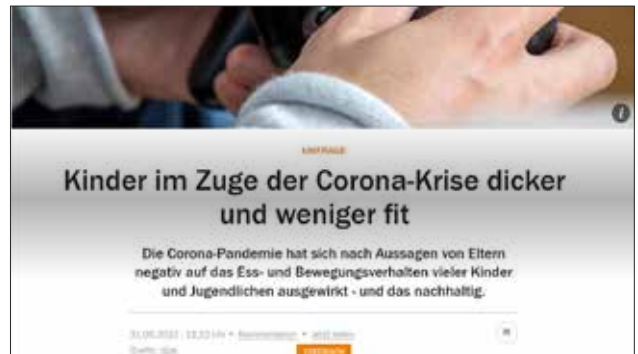 UMFRAGE
Kinder im Zuge der Corona-Krise dicker
und weniger fit
Die Corona-Pandemie hat sich nach Aussagen von Eltern
negativ auf das Ess- und Bewegungsverhalten vieler Kinder
und Jugendlichen ausgewirkt - und das nachhaltig.